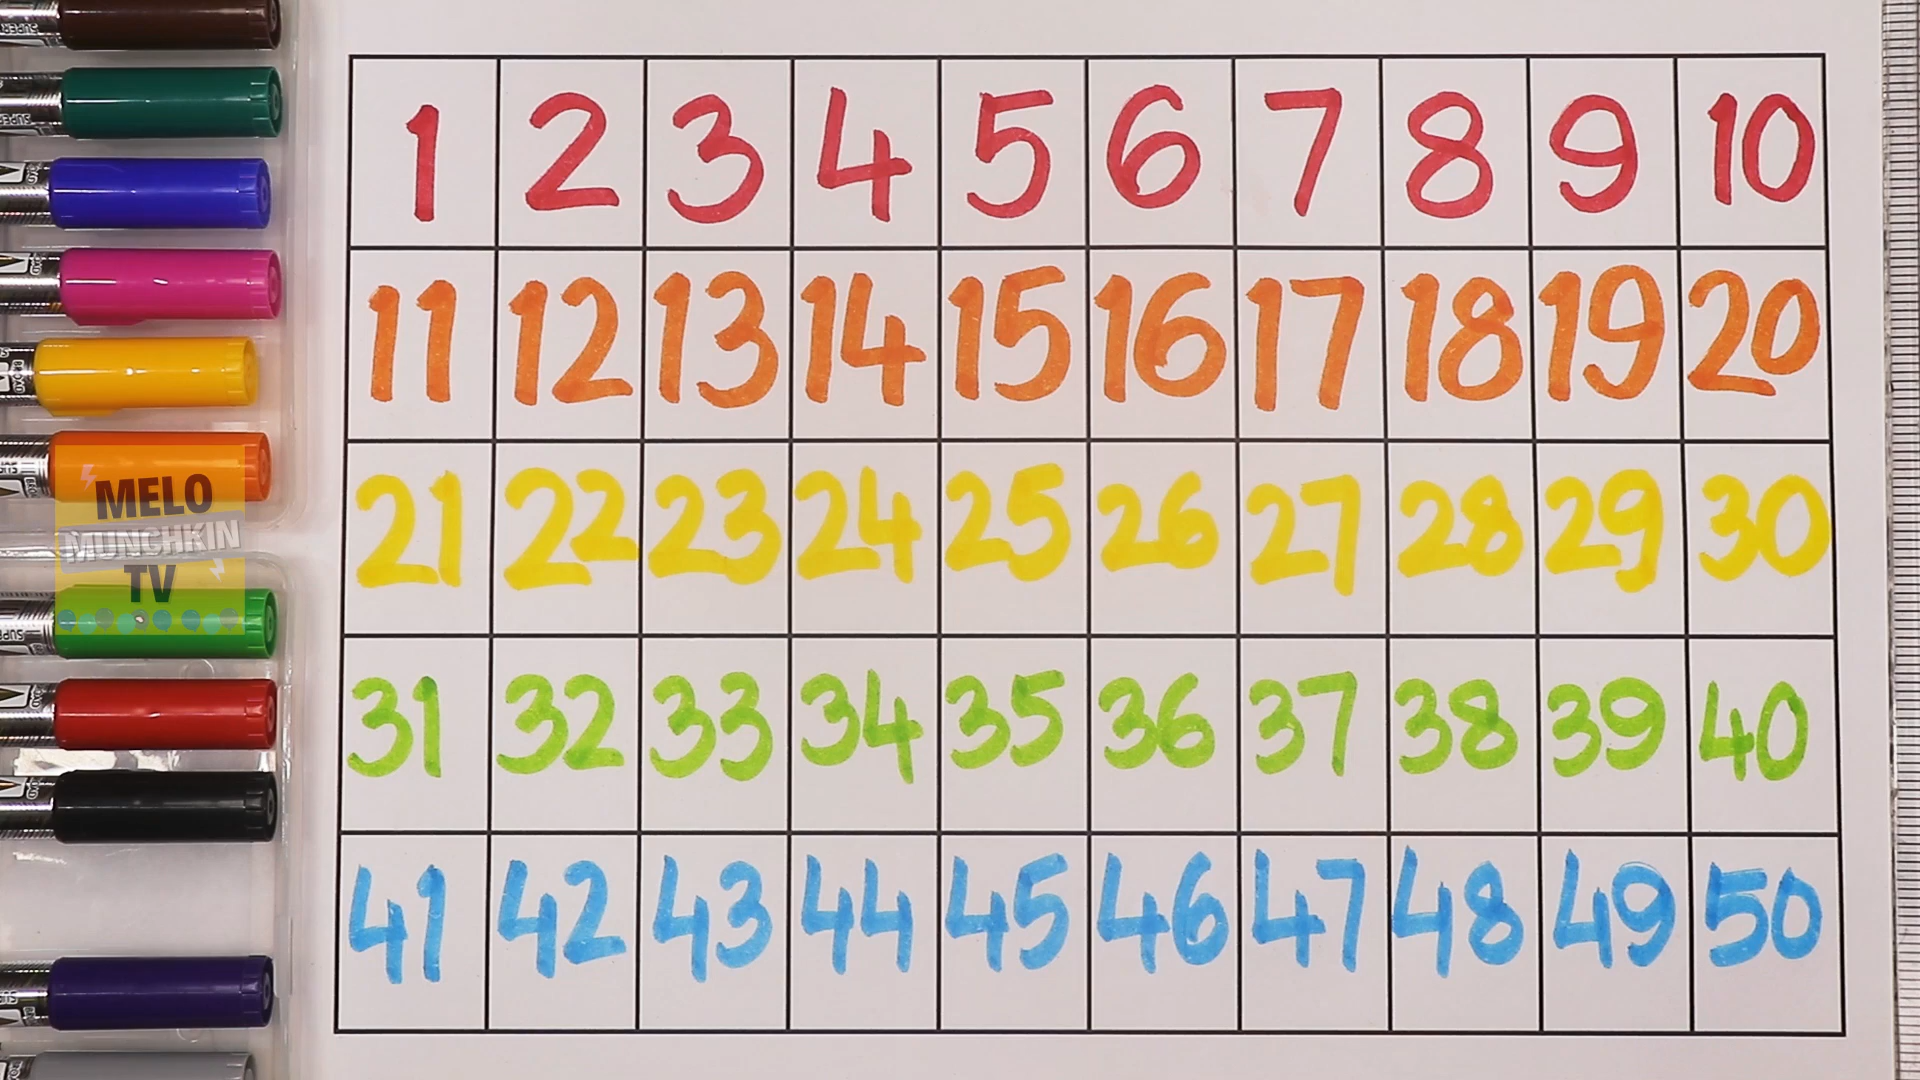 1 2 3 4 5 6 7 8 9 10
11 12 13 14 15 16 17 18 19 20
21 22 23 24 25 26 27 28 29 30
31 32 33 34 35 36 37 38 39 40
41 42 43 44 45 46 47 48 49 50
MELO
MUNCHKIN
TV